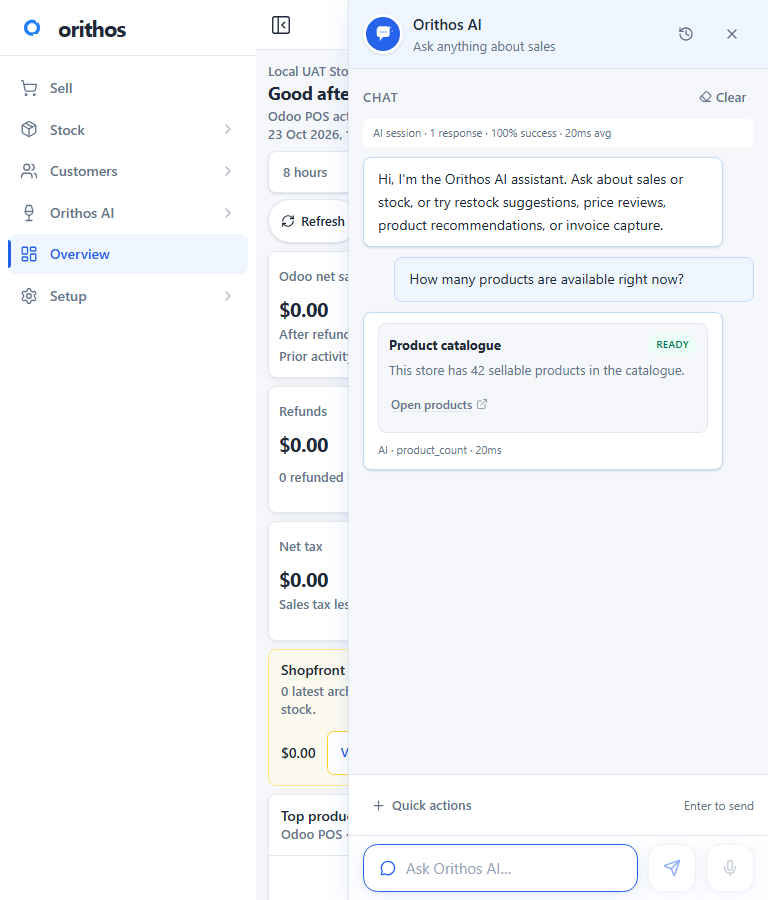 orithos
Sell
Stock
Customers
Orithos AI
Overview
Setup
Local UAT Sto
Good afte
Odoo POS act
23 Oct 2026,
8 hours
Refresh
Odoo net sa
$0.00
After refund
Prior activity
Refunds
$0.00
0 refunded
Net tax
$0.00
Sales tax les
Shopfront
0 latest arch
stock.
$0.00
V
Top produ
Odoo POS ·
Orithos AI
Ask anything about sales
CHAT
Clear
AI session · 1 response · 100% success · 20ms avg
Hi, I'm the Orithos AI assistant. Ask about sales or
stock, or try restock suggestions, price reviews,
product recommendations, or invoice capture.
How many products are available right now?
Product catalogue
READY
This store has 42 sellable products in the catalogue.
Open products
AI · product_count · 20ms
Quick actions
Enter to send
Ask Orithos AI...